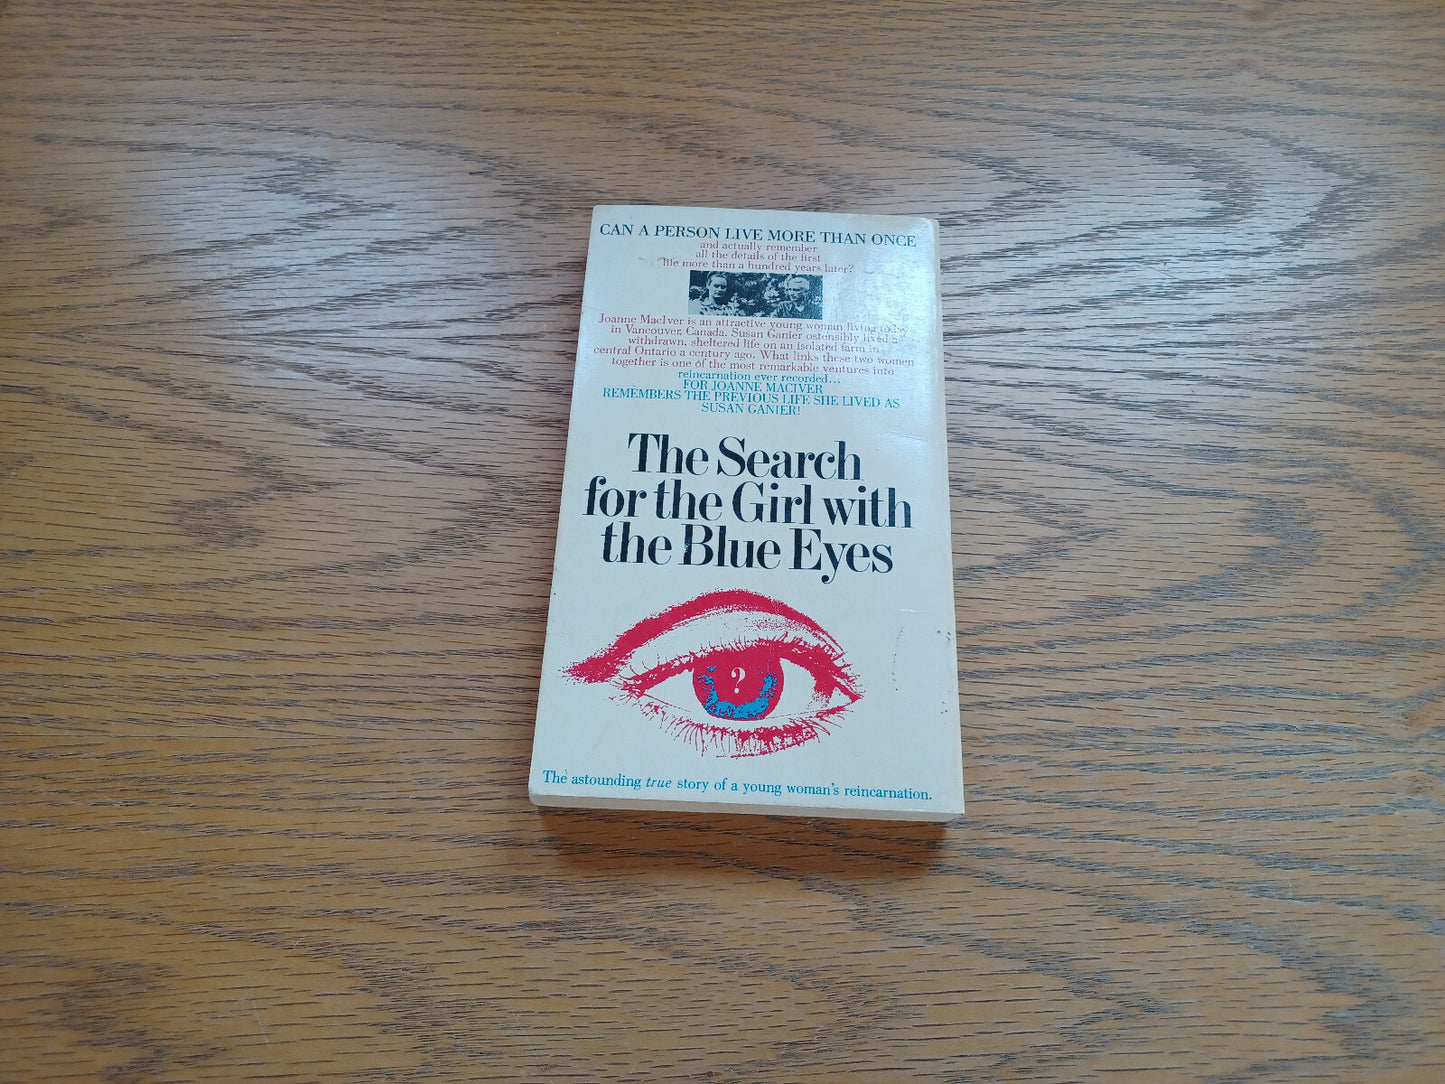 CAN A PERSON LIVE MORE THAN ONCE
and actually remember
all the details of the first
life more than a hundred years later?
Joanne MacIver is an attractive young woman living today
in Vancouver, Canada. Susan Ganier ostensibly lived a
withdrawn, sheltered life on an isolated farm in
central Ontario a century ago. What links these two women
together is one of the most remarkable ventures into
reincarnation ever recorded...
FOR JOANNE MACIVER
REMEMBERS THE PREVIOUS LIFE SHE LIVED AS
SUSAN GANIER!
The Search
for the Girl with
the Blue Eyes
?
The astounding true story of a young woman's reincarnation.